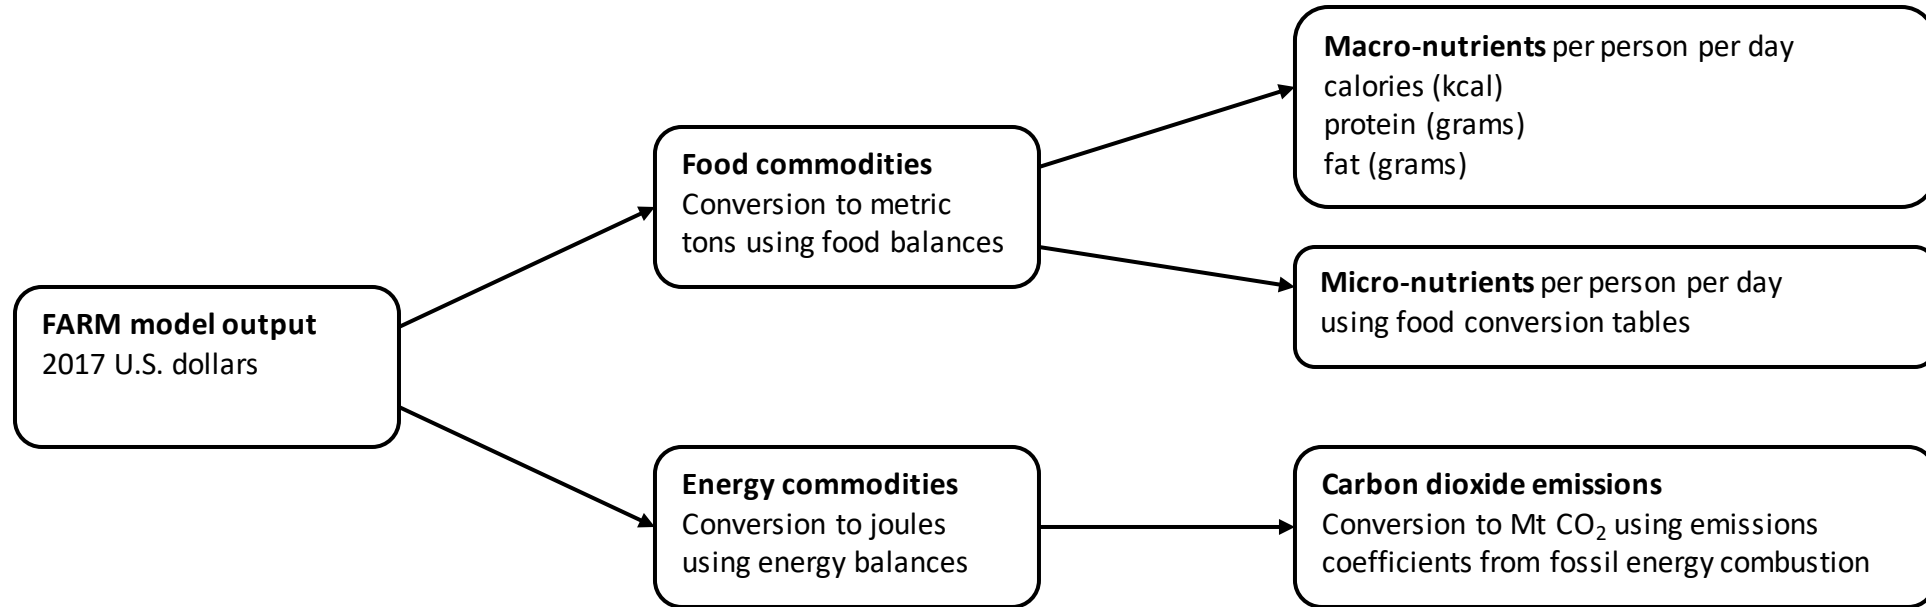 FARM model output
2017 U.S. dollars
Food commodities
Conversion to metric
tons using food balances
Energy commodities
Conversion to joules
using energy balances
Macro-nutrients per person per day
calories (kcal)
protein (grams)
fat (grams)
Micro-nutrients per person per day
using food conversion tables
Carbon dioxide emissions
Conversion to Mt CO₂ using emissions
coefficients from fossil energy combustion